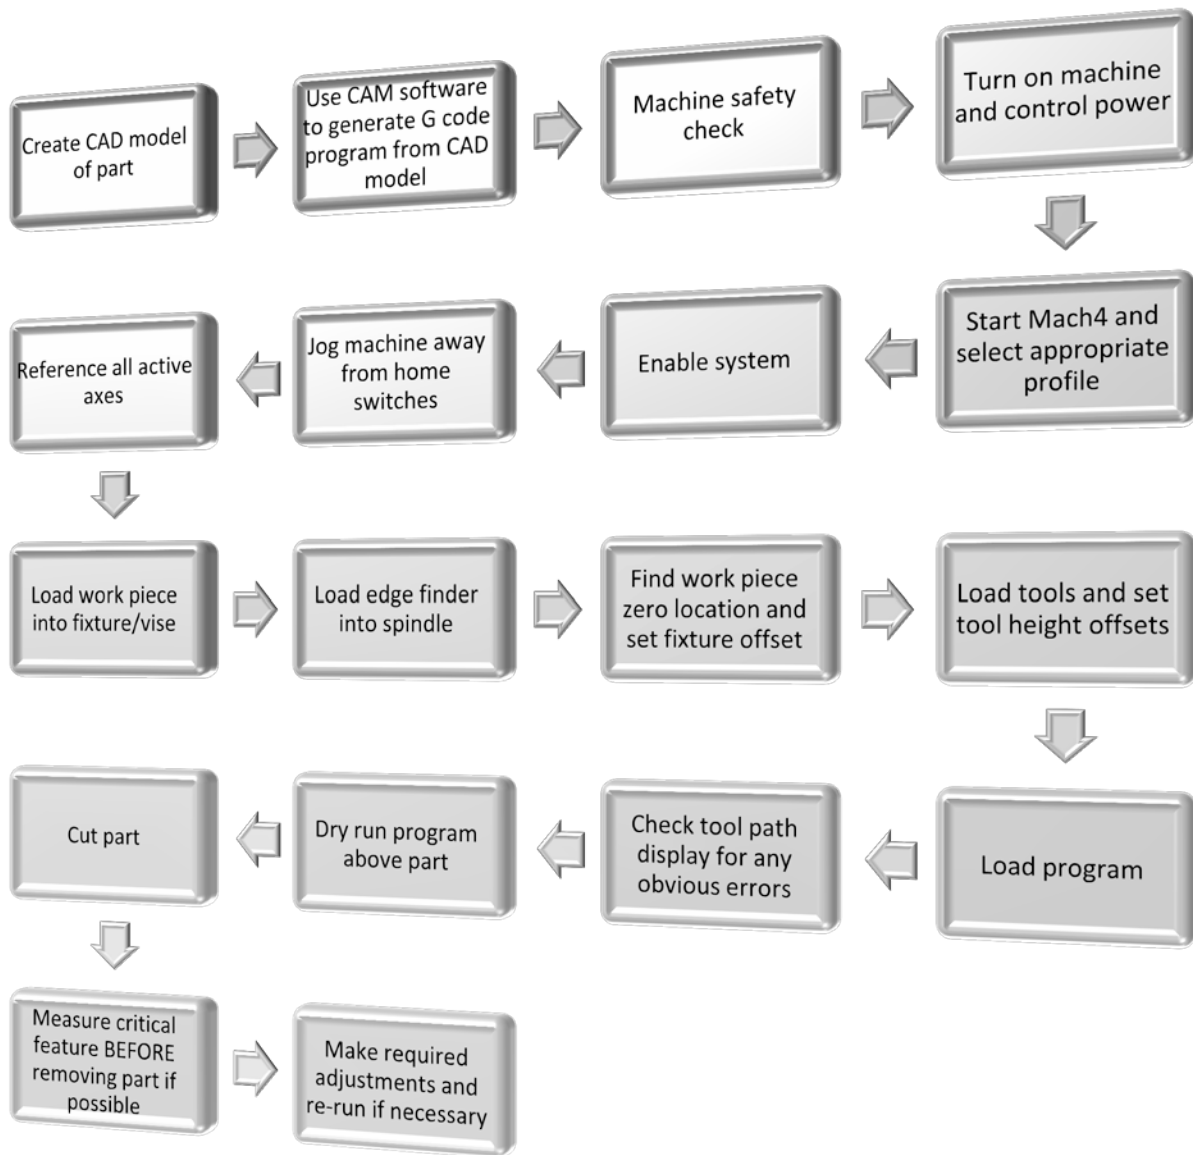 Create CAD model
of part
Use CAM software
to generate G code
program from CAD
model
Machine safety
check
Turn on machine
and control power
Start Mach4 and
select appropriate
profile
Enable system
Jog machine away
from home
switches
Reference all active
axes
Load work piece
into fixture/vise
Load edge finder
into spindle
Find work piece
zero location and
set fixture offset
Load tools and set
tool height offsets
Load program
Check tool path
display for any
obvious errors
Dry run program
above part
Cut part
Measure critical
feature BEFORE
removing part if
possible
Make required
adjustments and
re-run if necessary